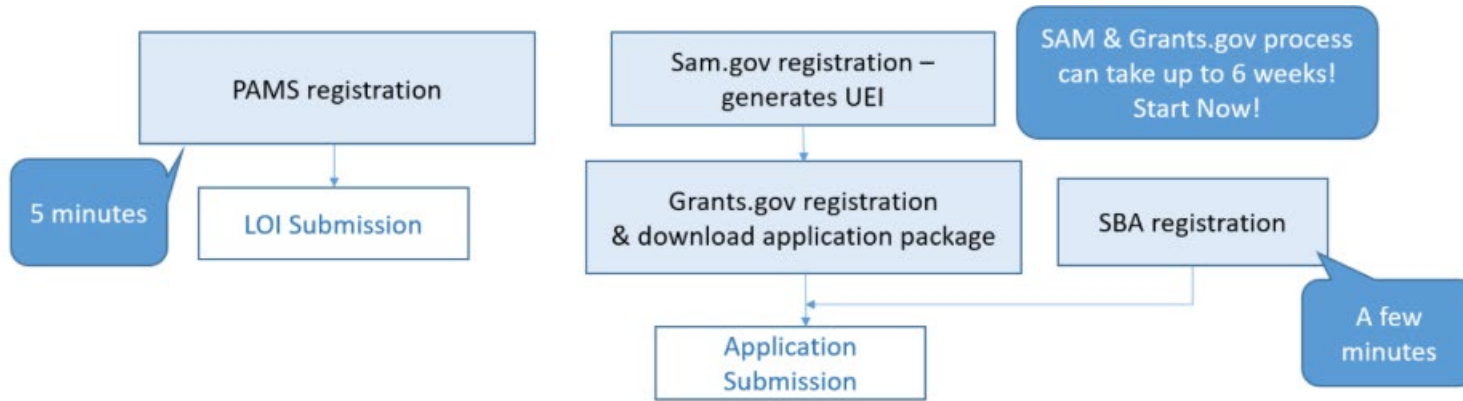 PAMS registration
5 minutes
LOI Submission
Sam.gov registration –
generates UEI
SAM & Grants.gov process
can take up to 6 weeks!
Start Now!
Grants.gov registration
& download application package
SBA registration
A few
minutes
Application
Submission